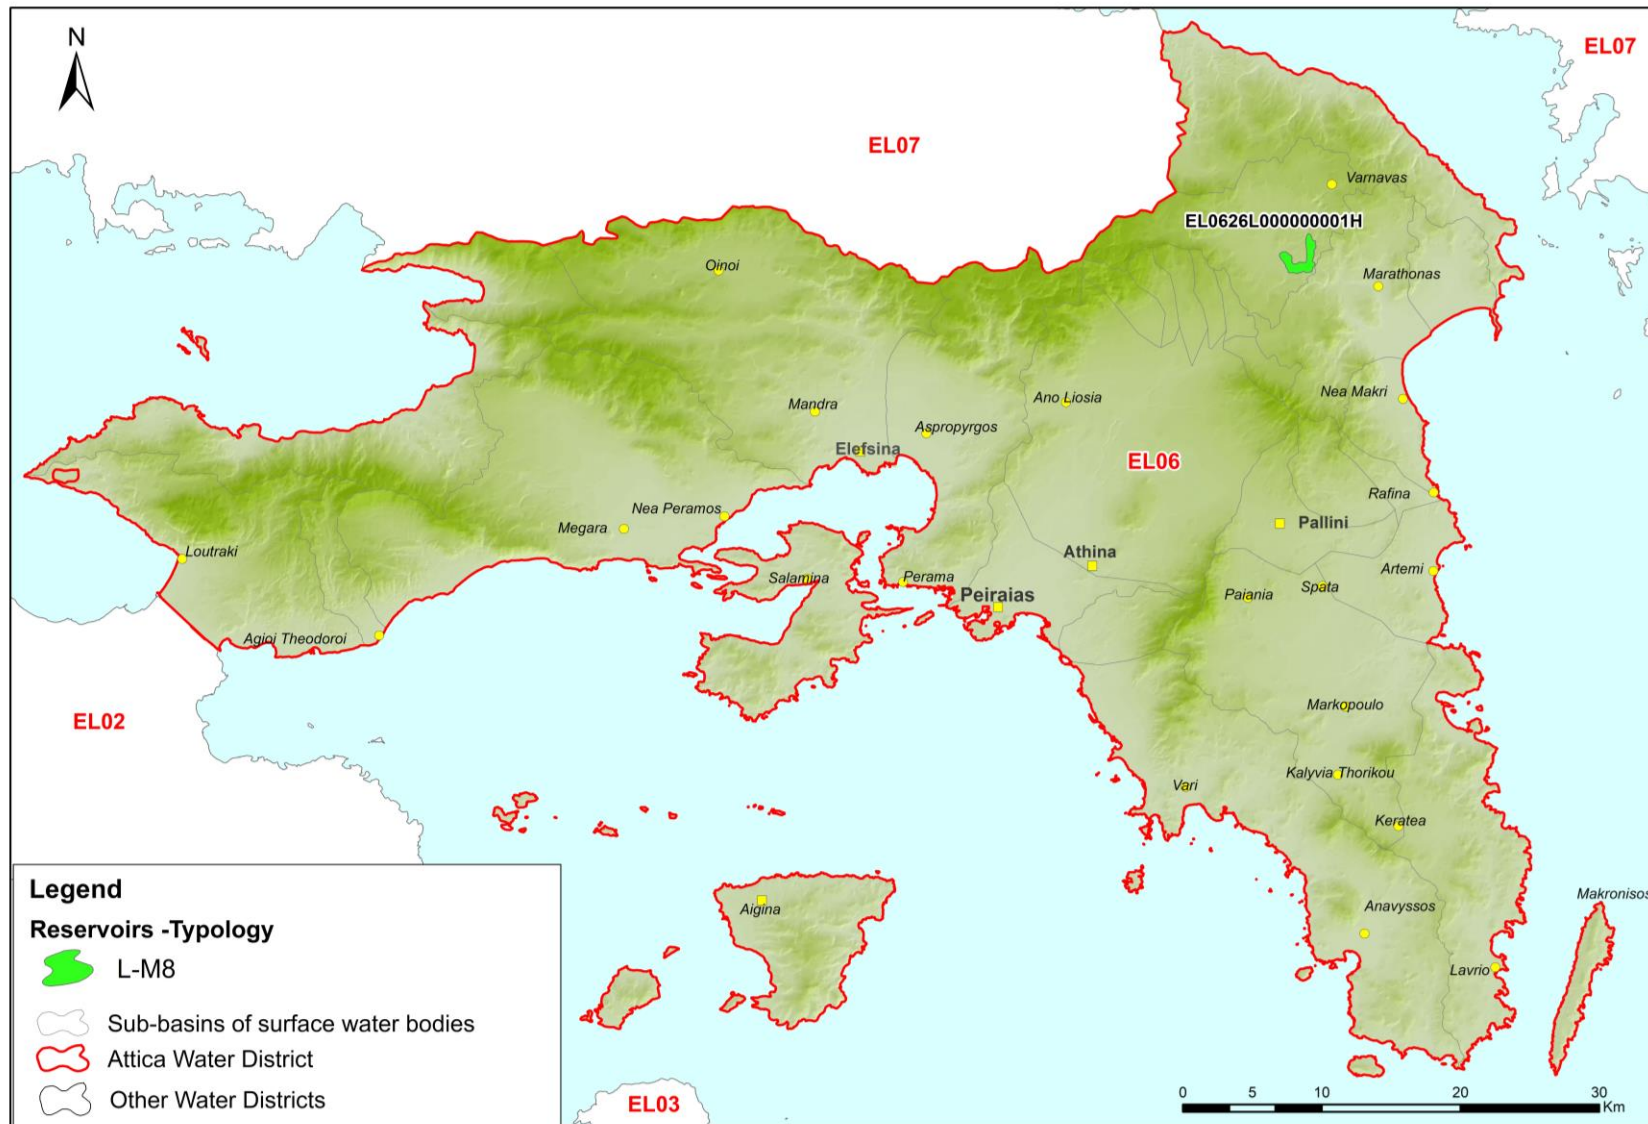 N
EL07
EL07
Varnavas
EL0626L000000001H
Oinoi
Marathonas
Nea Makri
Ano Liosia
Mandra
Aspropyrgos
Elefsina
EL06
Rafina
Nea Peramos
Megara
Pallini
Loutraki
Athina
Artemi
Salamina
Perama
Spata
Paiania
Peiraias
Agioi Theodoroi
Markopoulo
EL02
Kalyvia Thorikou
Vari
Keratea
Makronisos
Anavyssos
Aigina
Lavrio
Legend
Reservoirs -Typology
L-M8
Sub-basins of surface water bodies
Attica Water District
Other Water Districts
EL03
0 5 10 20 30
Km